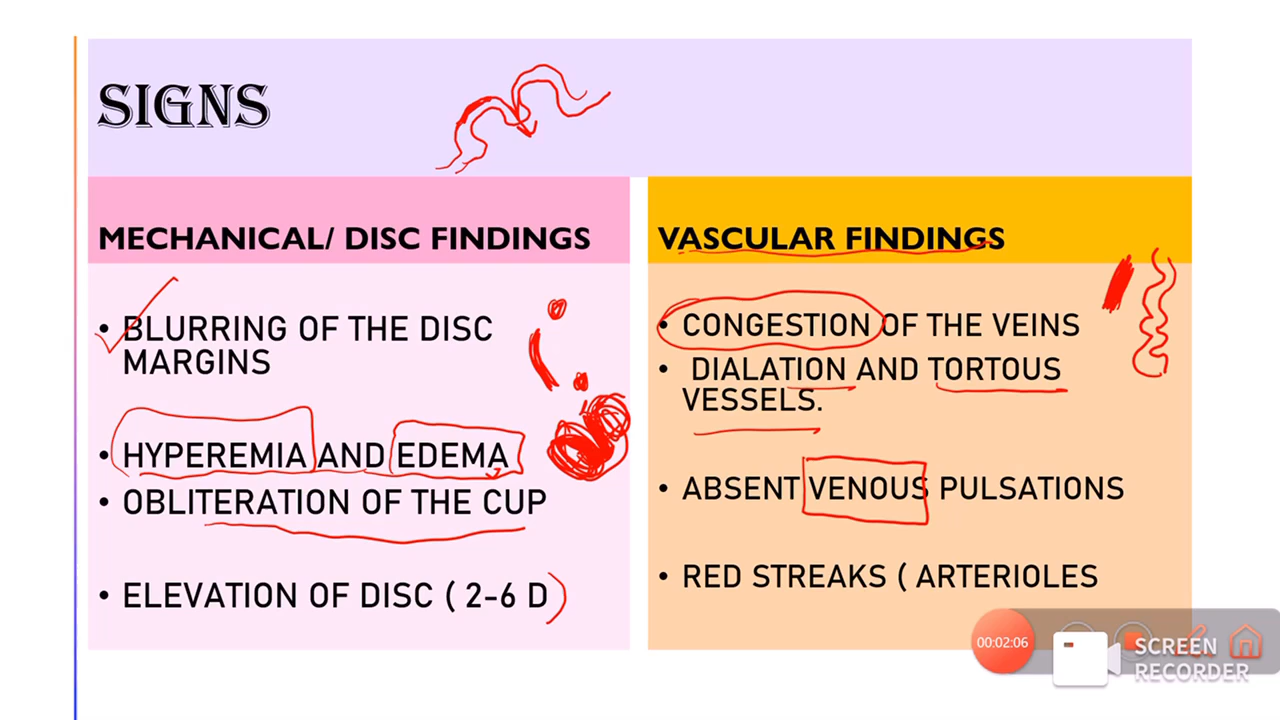 SIGNS
MECHANICAL/ DISC FINDINGS
• BLURRING OF THE DISC
MARGINS
• HYPEREMIA AND EDEMA
• OBLITERATION OF THE CUP
• ELEVATION OF DISC ( 2-6 D )
VASCULAR FINDINGS
• CONGESTION OF THE VEINS
• DIALATION AND TORTOUS
VESSELS.
• ABSENT VENOUS PULSATIONS
• RED STREAKS ( ARTERIOLES
00:02:06
SCREEN
RECORDER